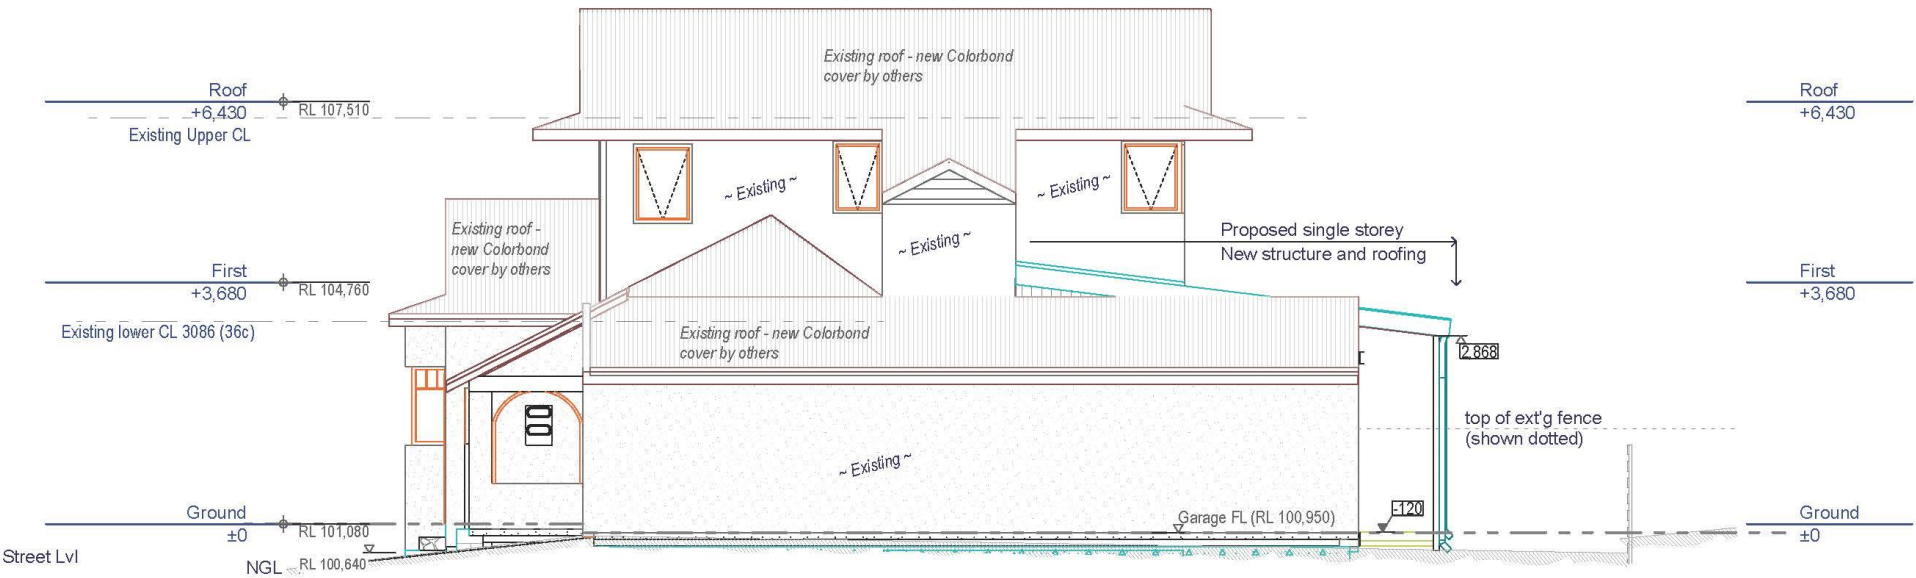 Existing roof - new Colorbond
cover by others
Roof
+6,430
RL 107,510
Existing Upper CL
Roof
+6,430
~ Existing ~
~ Existing ~
Existing roof -
new Colorbond
cover by others
~ Existing ~
Proposed single storey
New structure and roofing
First
+3,680
RL 104,760
First
+3,680
Existing lower CL 3086 (36c)
Existing roof - new Colorbond
cover by others
2,868
top of ext'g fence
(shown dotted)
~ Existing ~
Ground
±0
RL 101,080
Garage FL (RL 100,950)
-120
Ground
±0
Street Lvl
NGL
RL 100,640